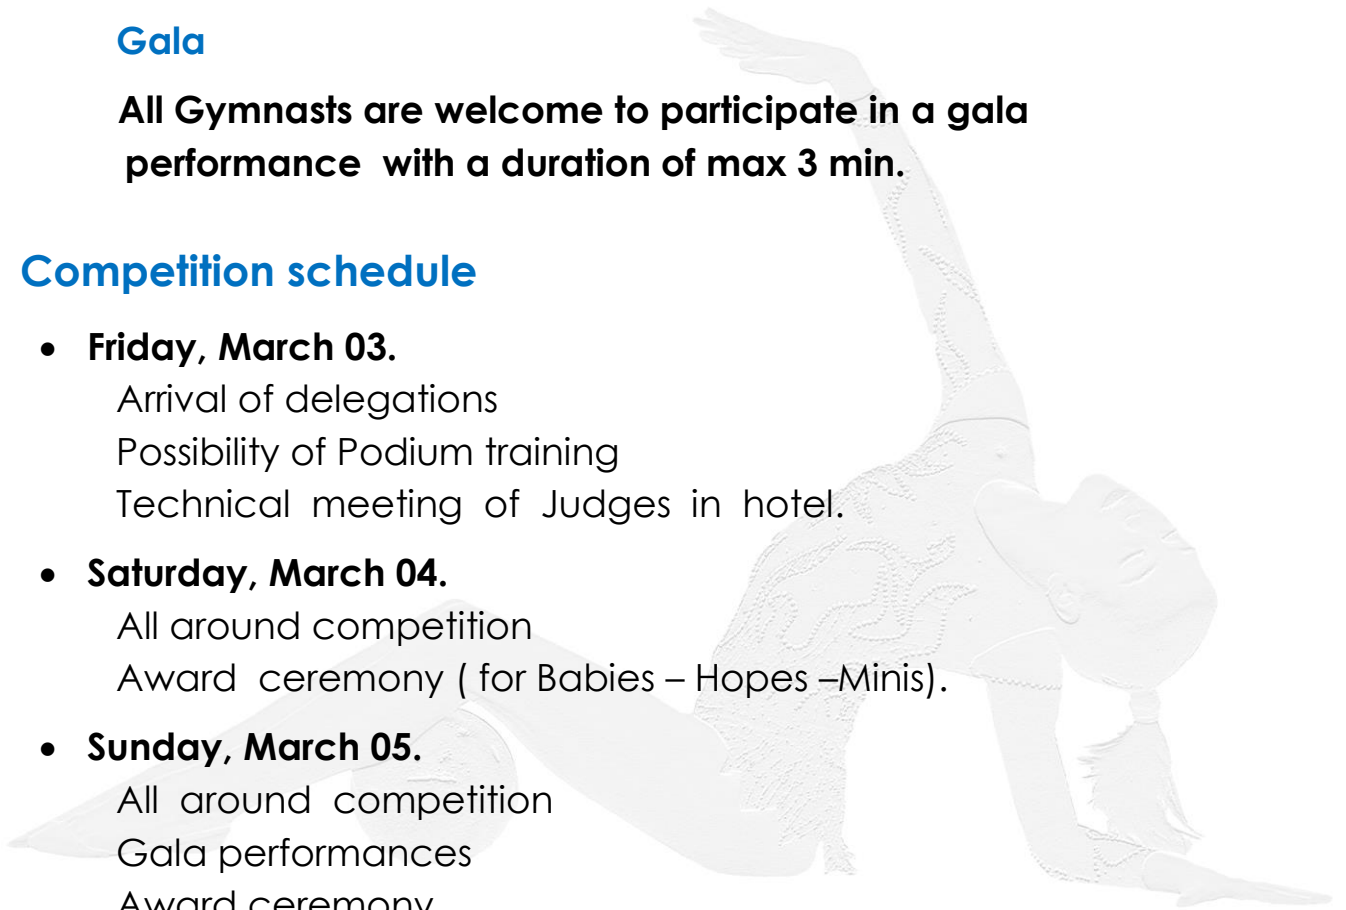 Gala
All Gymnasts are welcome to participate in a gala
performance with a duration of max 3 min.
Competition schedule
• Friday, March 03.
Arrival of delegations
Possibility of Podium training
Technical meeting of Judges in hotel.
• Saturday, March 04.
All around competition
Award ceremony ( for Babies – Hopes –Minis).
• Sunday, March 05.
All around competition
Gala performances
Award ceremony